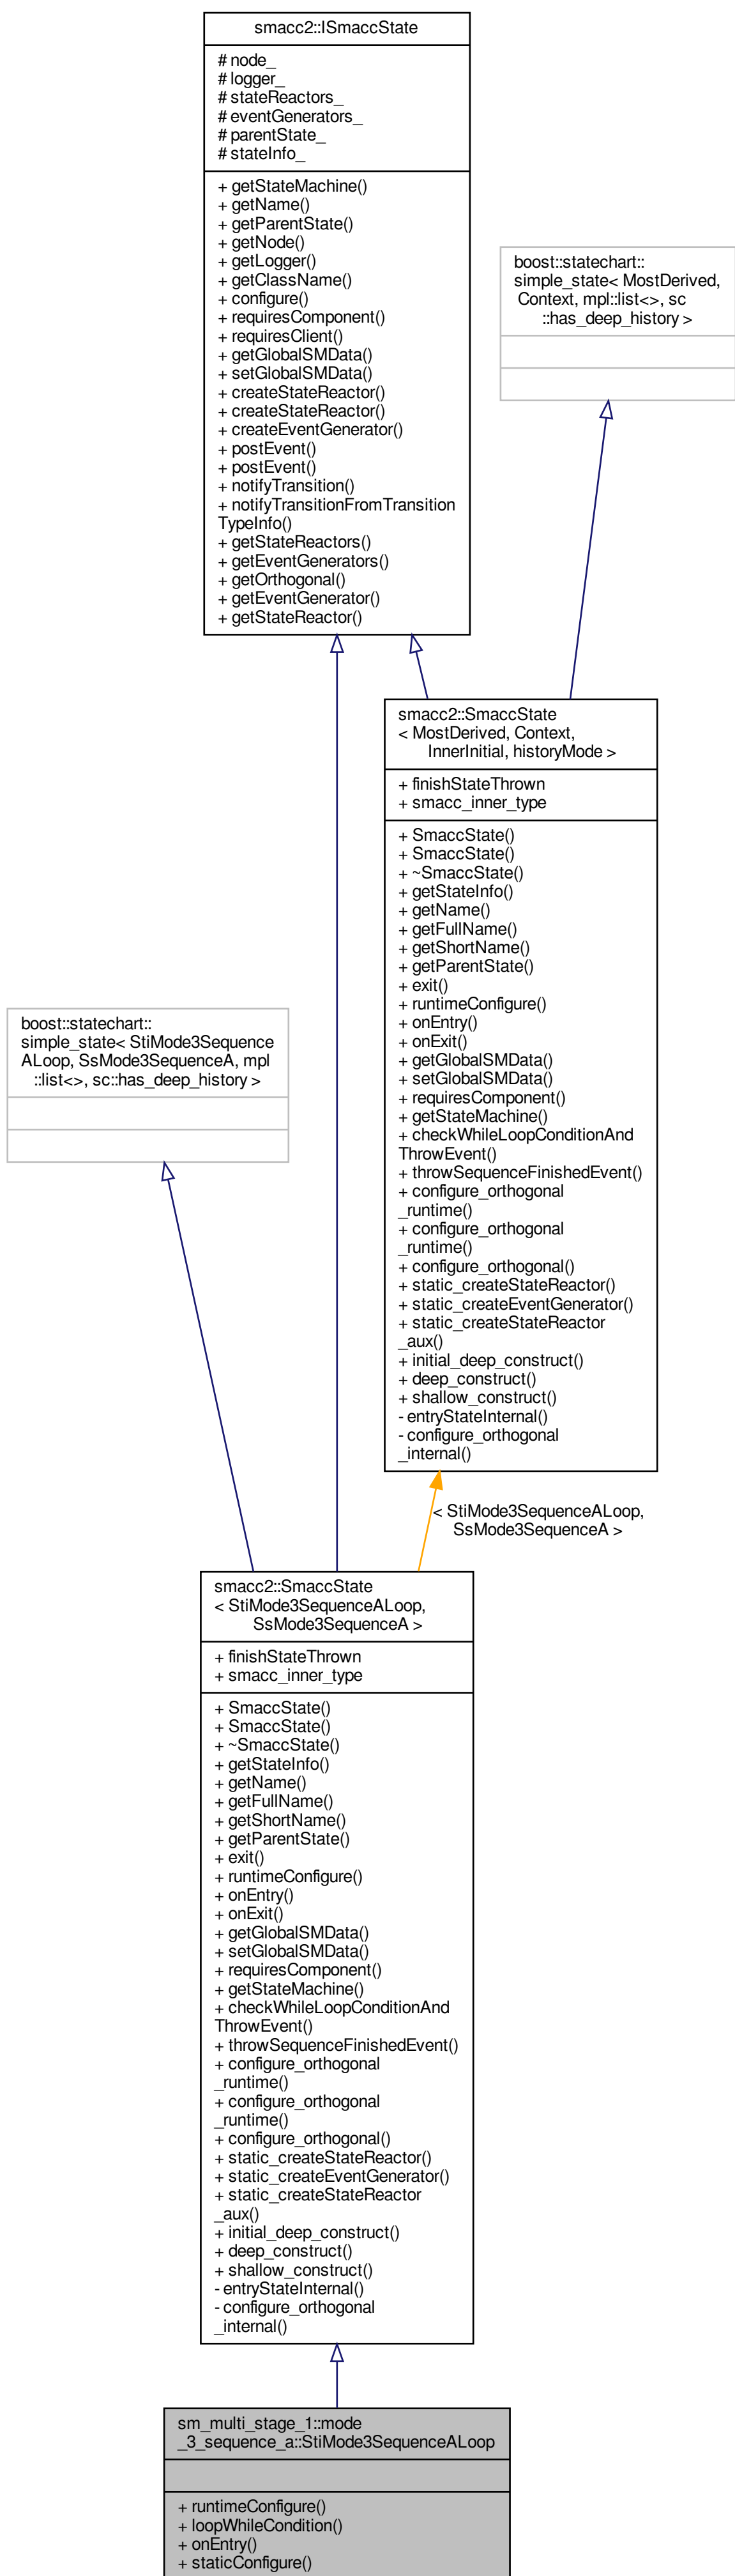 smacc2::ISmaccState
# node_
# logger_
# stateReactors_
# eventGenerators_
# parentState_
# stateInfo_
+ getStateMachine()
+ getName()
+ getParentState()
+ getNode()
+ getLogger()
+ getClassName()
+ configure()
+ requiresComponent()
+ requiresClient()
+ getGlobalSMData()
+ setGlobalSMData()
+ createStateReactor()
+ createStateReactor()
+ createEventGenerator()
+ postEvent()
+ postEvent()
+ notifyTransition()
+ notifyTransitionFromTransition
TypeInfo()
+ getStateReactors()
+ getEventGenerators()
+ getOrthogonal()
+ getEventGenerator()
+ getStateReactor()
boost::statechart::
simple_state< MostDerived,
Context, mpl::list<>, sc
::has_deep_history >
smacc2::SmaccState
< MostDerived, Context,
InnerInitial, historyMode >
+ finishStateThrown
+ smacc_inner_type
+ SmaccState()
+ SmaccState()
+ ~SmaccState()
+ getStateInfo()
+ getName()
+ getFullName()
+ getShortName()
+ getParentState()
+ exit()
+ runtimeConfigure()
+ onEntry()
+ onExit()
+ getGlobalSMData()
+ setGlobalSMData()
+ requiresComponent()
+ getStateMachine()
+ checkWhileLoopConditionAnd
ThrowEvent()
+ throwSequenceFinishedEvent()
+ configure_orthogonal
_runtime()
+ configure_orthogonal
_runtime()
+ configure_orthogonal()
+ static_createStateReactor()
+ static_createEventGenerator()
+ static_createStateReactor
_aux()
+ initial_deep_construct()
+ deep_construct()
+ shallow_construct()
- entryStateInternal()
- configure_orthogonal
_internal()
boost::statechart::
simple_state< StiMode3Sequence
ALoop, SsMode3SequenceA, mpl
::list<>, sc::has_deep_history >
< StiMode3SequenceALoop,
SsMode3SequenceA >
smacc2::SmaccState
< StiMode3SequenceALoop,
SsMode3SequenceA >
+ finishStateThrown
+ smacc_inner_type
+ SmaccState()
+ SmaccState()
+ ~SmaccState()
+ getStateInfo()
+ getName()
+ getFullName()
+ getShortName()
+ getParentState()
+ exit()
+ runtimeConfigure()
+ onEntry()
+ onExit()
+ getGlobalSMData()
+ setGlobalSMData()
+ requiresComponent()
+ getStateMachine()
+ checkWhileLoopConditionAnd
ThrowEvent()
+ throwSequenceFinishedEvent()
+ configure_orthogonal
_runtime()
+ configure_orthogonal
_runtime()
+ configure_orthogonal()
+ static_createStateReactor()
+ static_createEventGenerator()
+ static_createStateReactor
_aux()
+ initial_deep_construct()
+ deep_construct()
+ shallow_construct()
- entryStateInternal()
- configure_orthogonal
_internal()
sm_multi_stage_1::mode
_3_sequence_a::StiMode3SequenceALoop
+ runtimeConfigure()
+ loopWhileCondition()
+ onEntry()
+ staticConfigure()